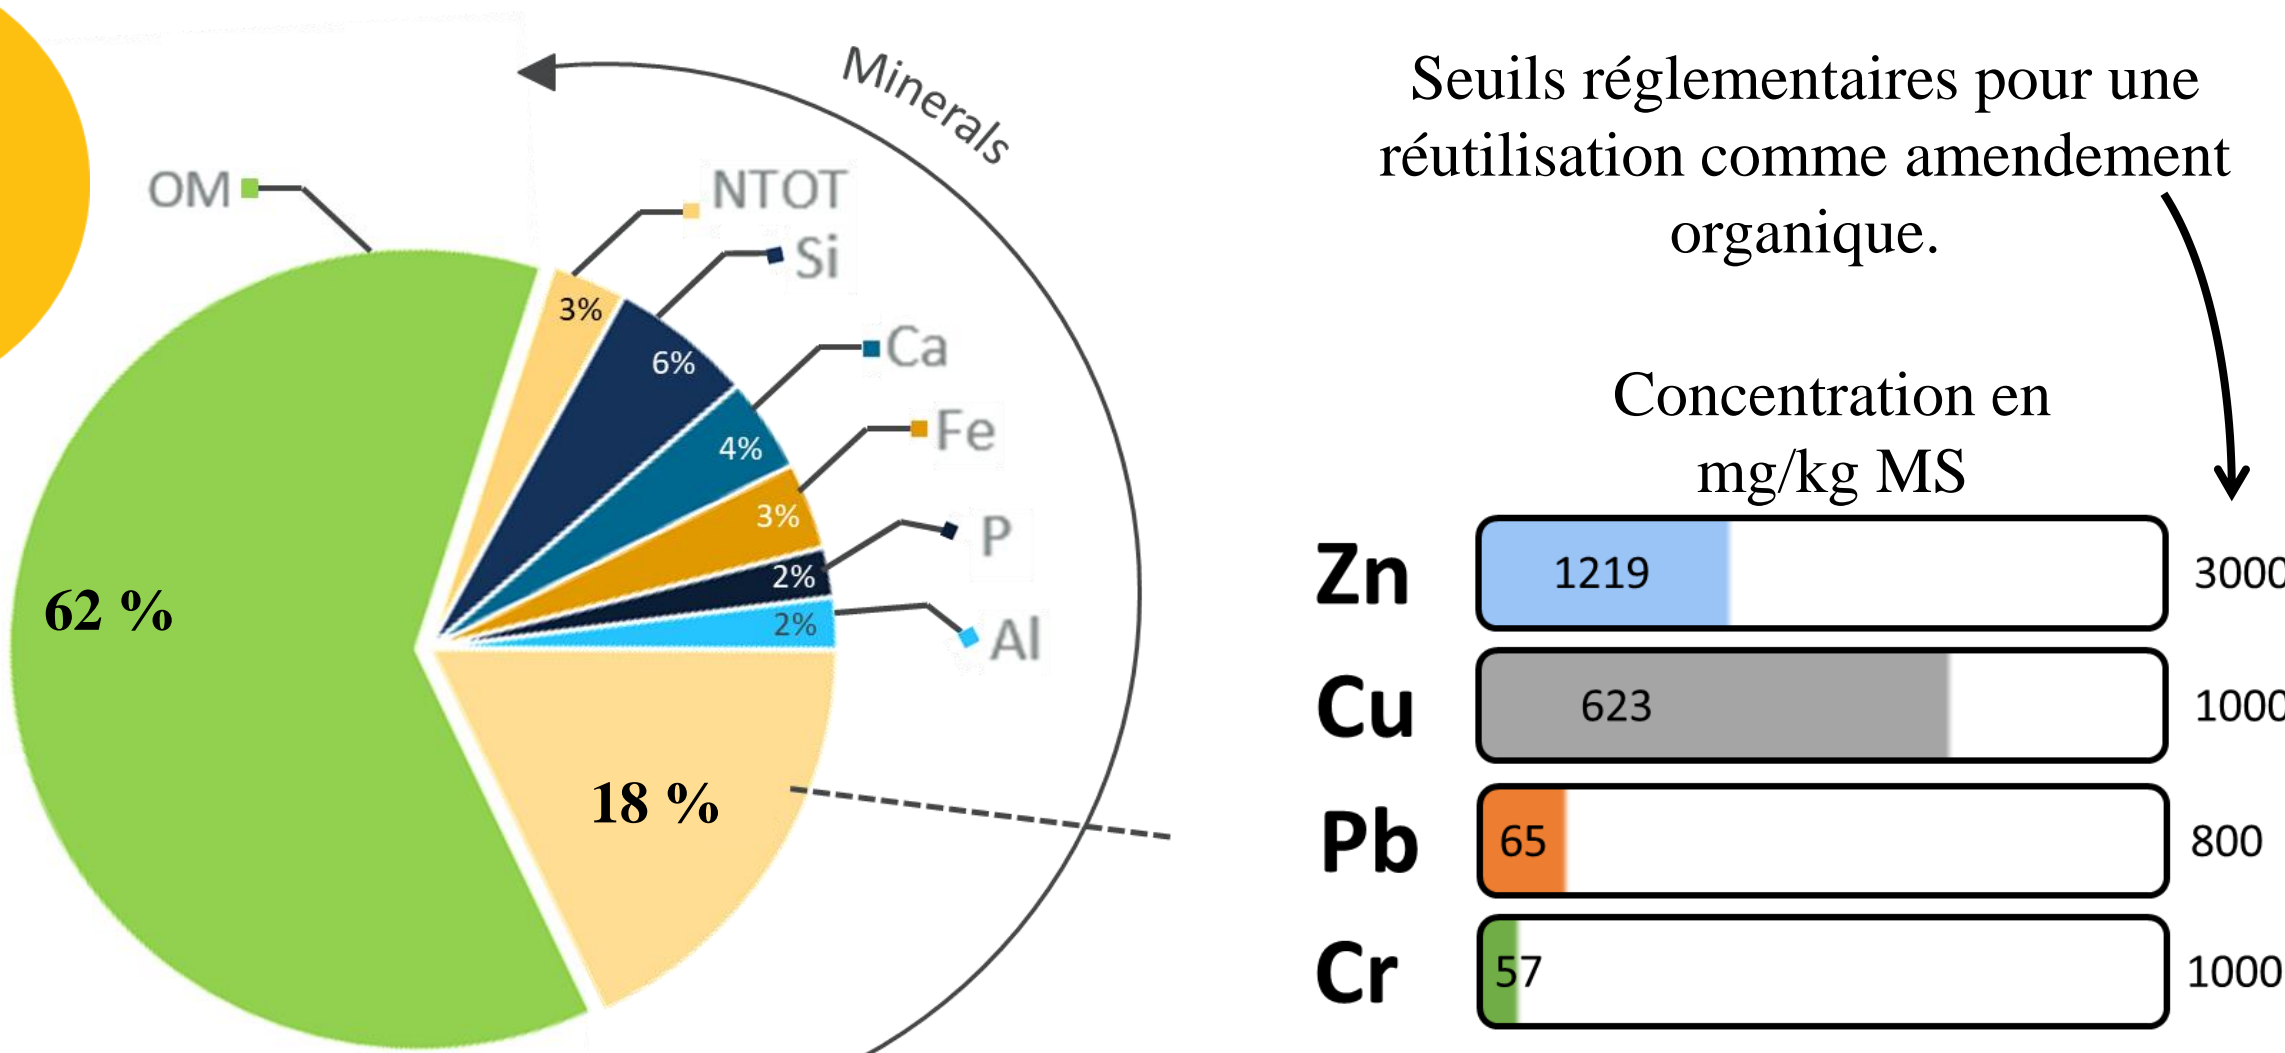 Minerals
OM
NTOT
Si
Ca
Fe
P
Al
3%
6%
4%
3%
2%
2%
62 %
18 %
Seuils réglementaires pour une
réutilisation comme amendement
organique.
Concentration en
mg/kg MS
Zn 1219 3000
Cu 623 1000
Pb 65 800
Cr 57 1000